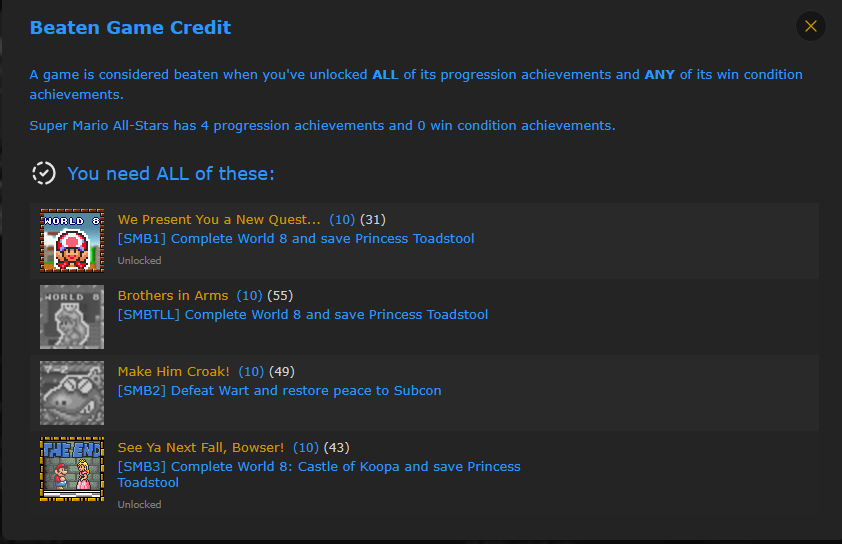 Beaten Game Credit
A game is considered beaten when you've unlocked ALL of its progression achievements and ANY of its win condition
achievements.
Super Mario All-Stars has 4 progression achievements and 0 win condition achievements.
You need ALL of these:
WORLD 8
We Present You a New Quest... (10) (31)
[SMB1] Complete World 8 and save Princess Toadstool
Unlocked
WORLD 8
Brothers in Arms (10) (55)
[SMBTLL] Complete World 8 and save Princess Toadstool
7-2
Make Him Croak! (10) (49)
[SMB2] Defeat Wart and restore peace to Subcon
THE END
See Ya Next Fall, Bowser! (10) (43)
[SMB3] Complete World 8: Castle of Koopa and save Princess
Toadstool
Unlocked